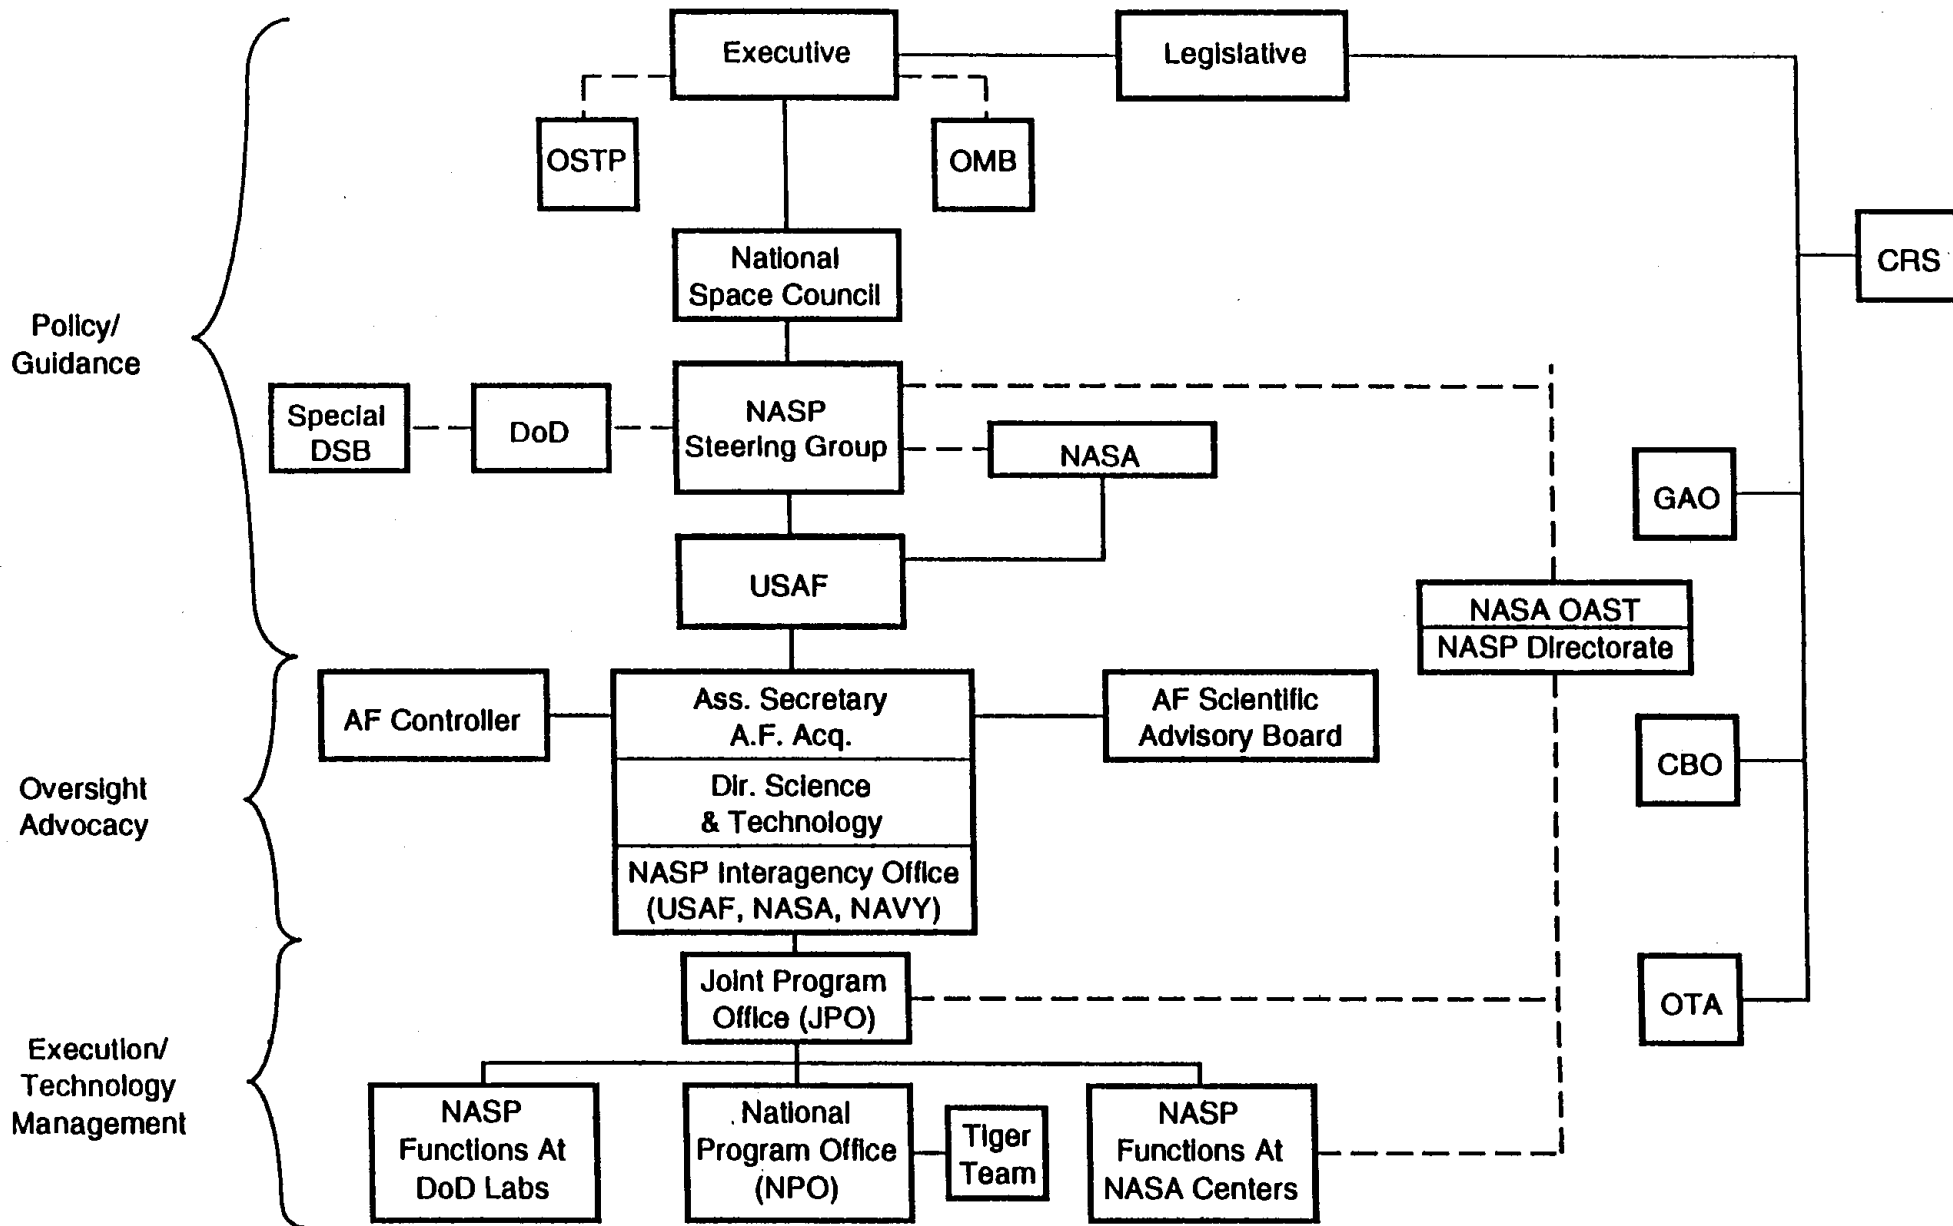 Executive
Legislative
OSTP
OMB
National
Space Council
CRS
Policy/
Guidance
Special
DSB
DoD
NASP
Steering Group
NASA
GAO
USAF
NASA OAST
NASP Directorate
AF Controller
Ass. Secretary
A.F. Acq.
AF Scientific
Advisory Board
CBO
Oversight
Advocacy
Dir. Science
& Technology
NASP Interagency Office
(USAF, NASA, NAVY)
Joint Program
Office (JPO)
OTA
Execution/
Technology
Management
NASP
Functions At
DoD Labs
National
Program Office
(NPO)
Tiger
Team
NASP
Functions At
NASA Centers